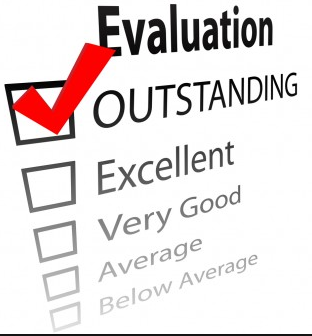 Evaluation
OUTSTANDING
Excellent
Very Good
Average
Below Average